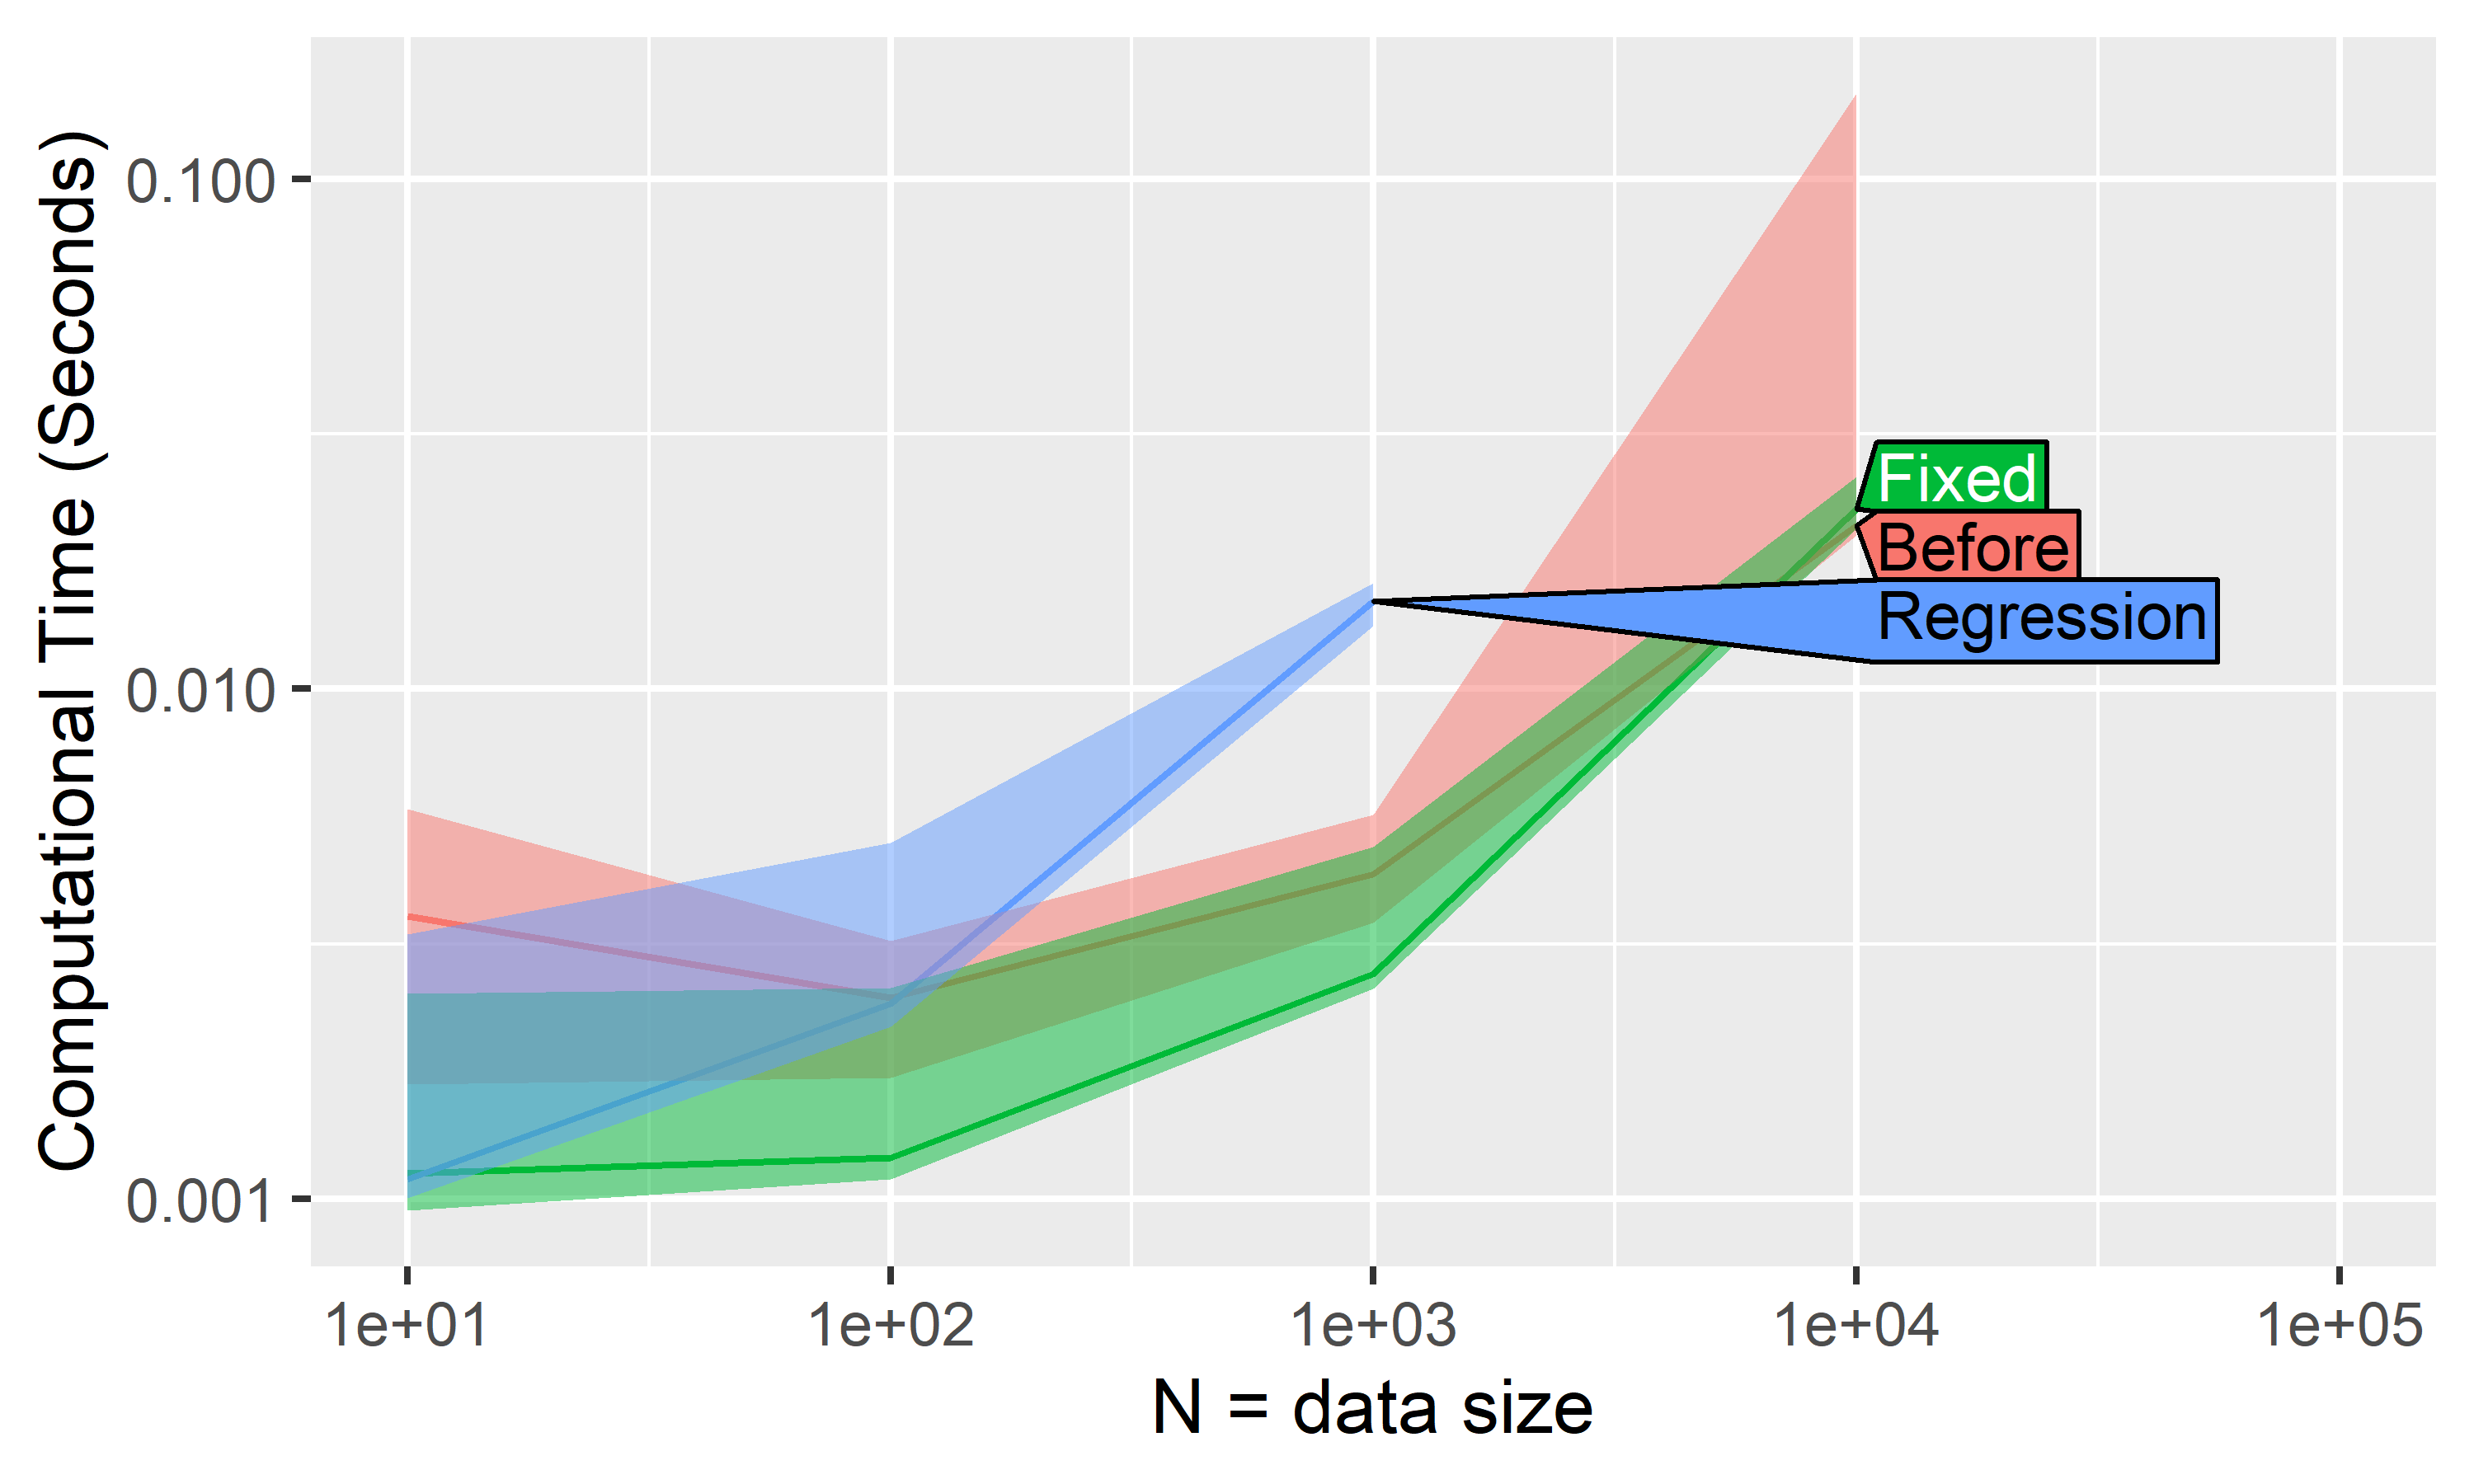 Computational Time (Seconds)
0.100
0.010
0.001
Fixed
Before
Regression
1e+01
1e+02
1e+03
1e+04
1e+05
N = data size